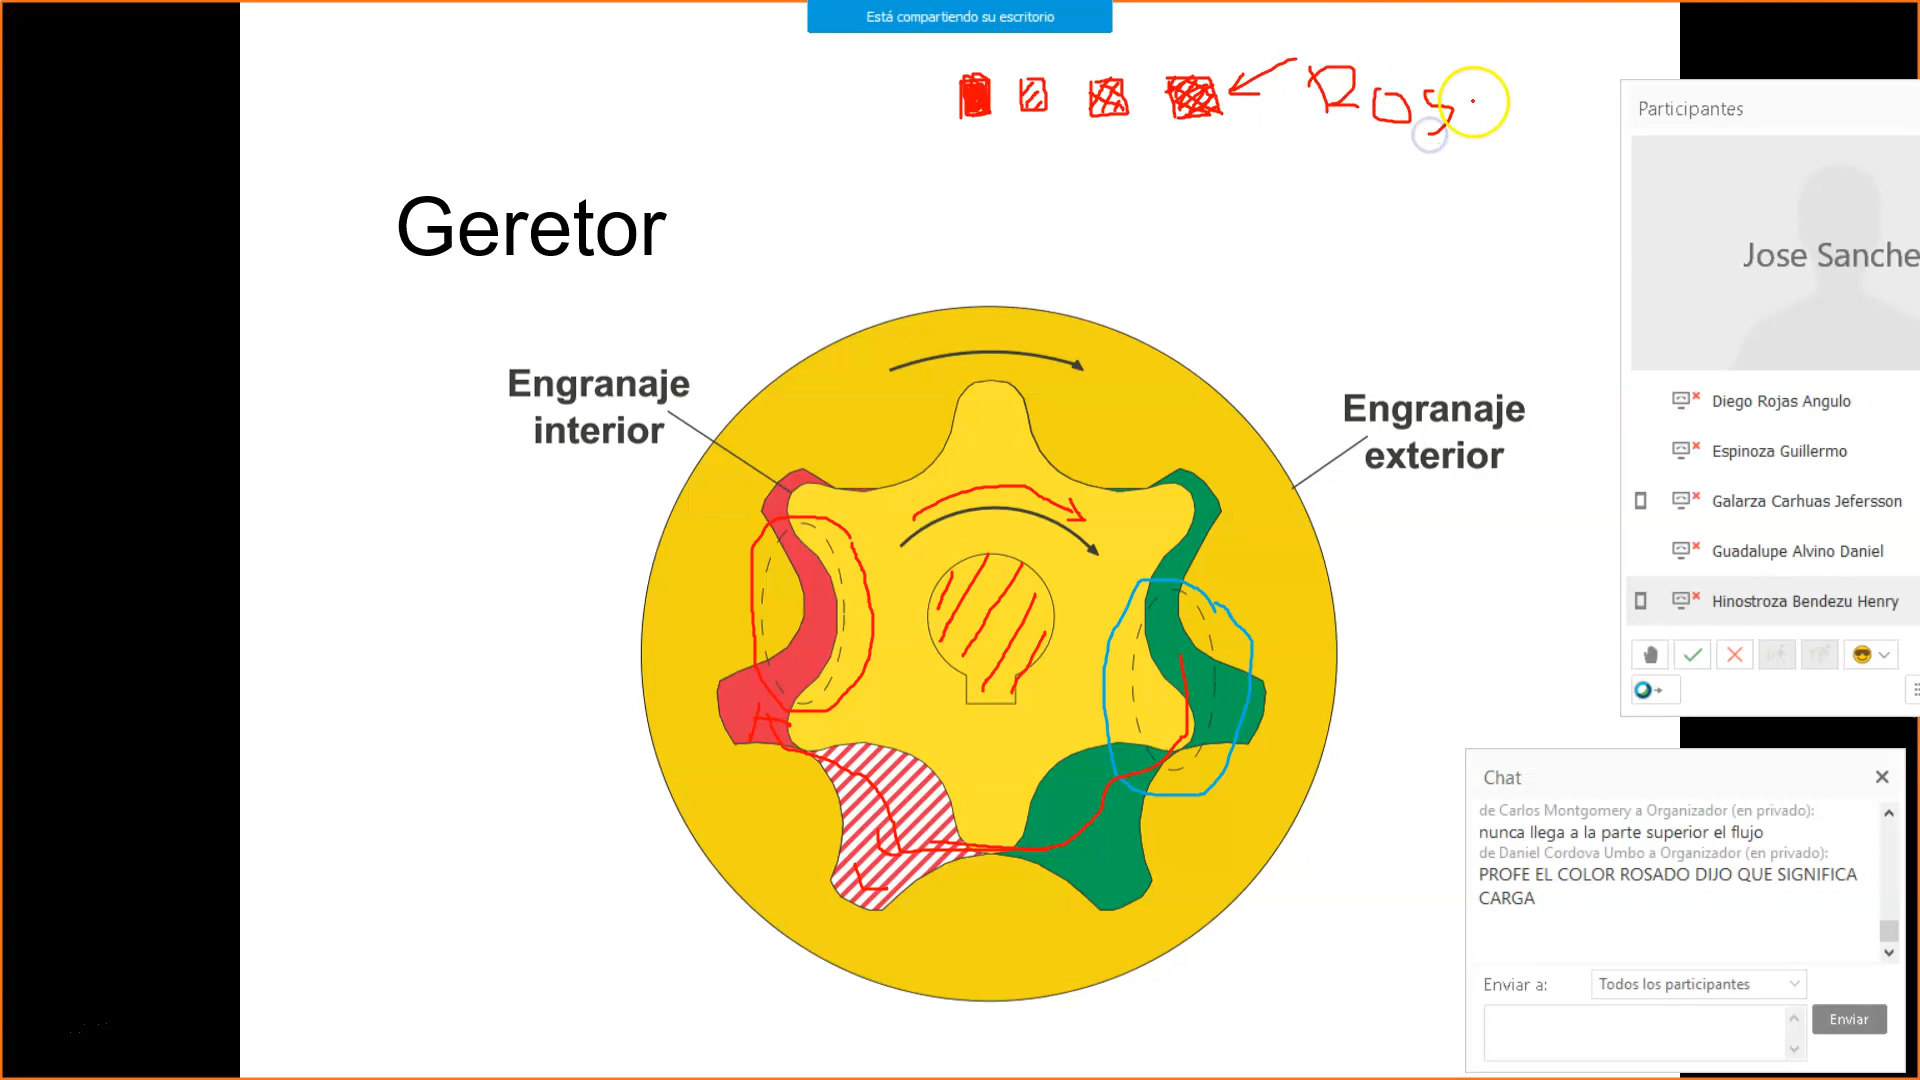 Está compartiendo su escritorio
Ros
Geretor
Engranaje
interior
Engranaje
exterior
Participantes
Jose Sanche
Diego Rojas Angulo
Espinoza Guillermo
Galarza Carhuas Jefersson
Guadalupe Alvino Daniel
Hinostroza Bendezu Henry
Chat
de Carlos Montgomery a Organizador (en privado):
nunca llega a la parte superior el flujo
de Daniel Cordova Umbo a Organizador (en privado):
PROFE EL COLOR ROSADO DIJO QUE SIGNIFICA
CARGA
Enviar a:
Todos los participantes
Enviar